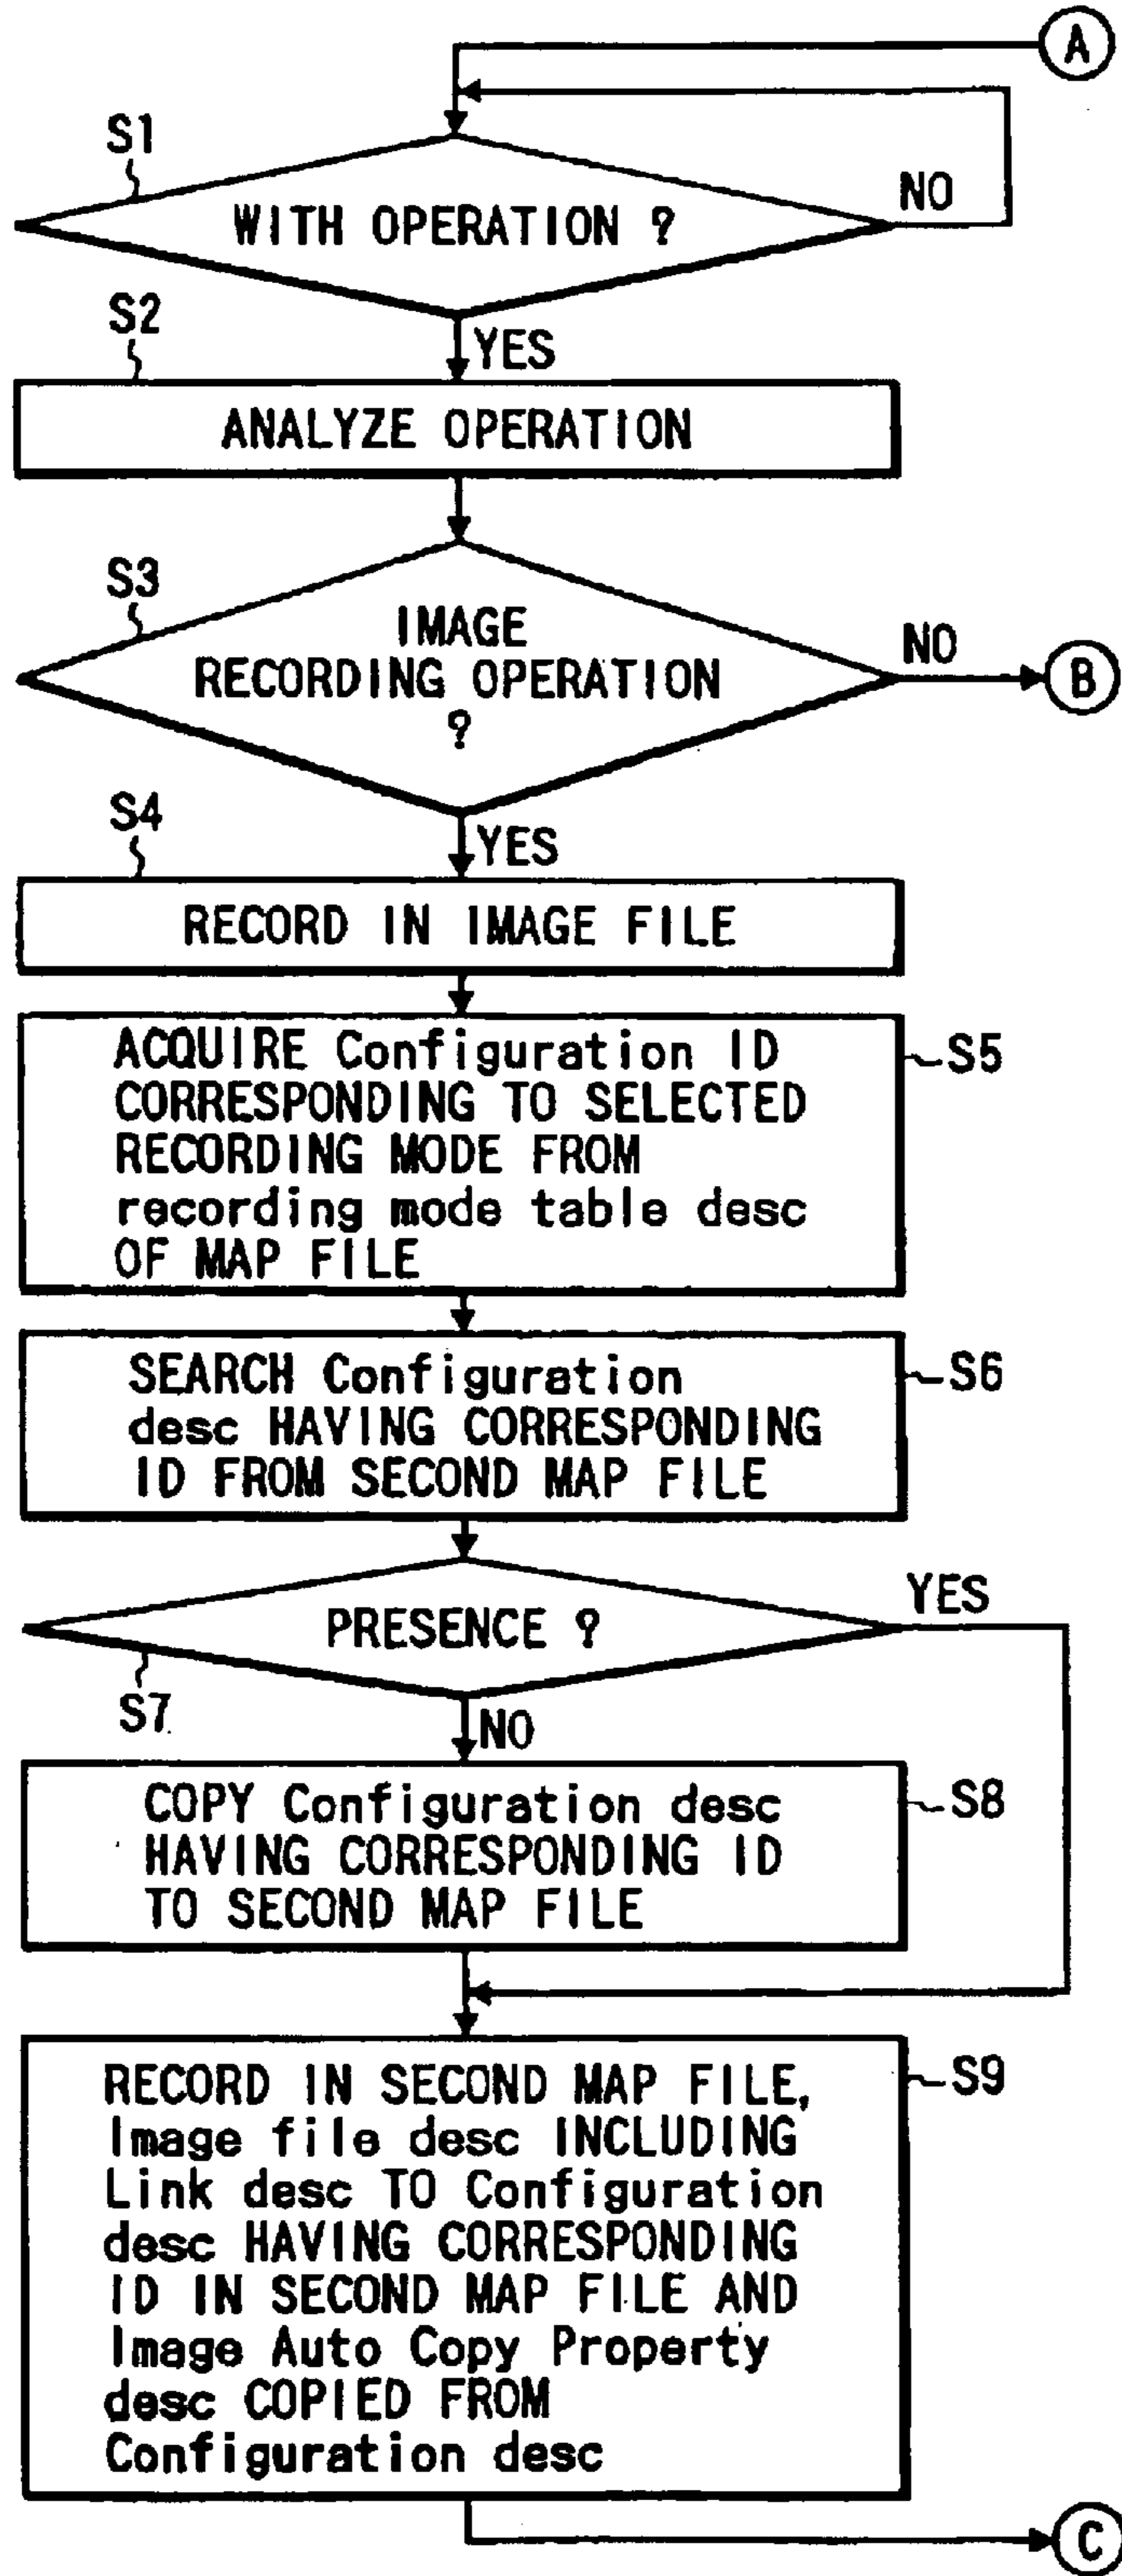 A
S1
WITH OPERATION ?
NO
S2
YES
ANALYZE OPERATION
S3
IMAGE
RECORDING OPERATION
?
NO
B
S4
YES
RECORD IN IMAGE FILE
ACQUIRE Configuration ID
CORRESPONDING TO SELECTED
RECORDING MODE FROM
recording mode table desc
OF MAP FILE
S5
SEARCH Configuration
desc HAVING CORRESPONDING
ID FROM SECOND MAP FILE
S6
PRESENCE ?
YES
S7
NO
COPY Configuration desc
HAVING CORRESPONDING ID
TO SECOND MAP FILE
S8
RECORD IN SECOND MAP FILE,
Image file desc INCLUDING
Link desc TO Configuration
desc HAVING CORRESPONDING
ID IN SECOND MAP FILE AND
Image Auto Copy Property
desc COPIED FROM
Configuration desc
S9
C